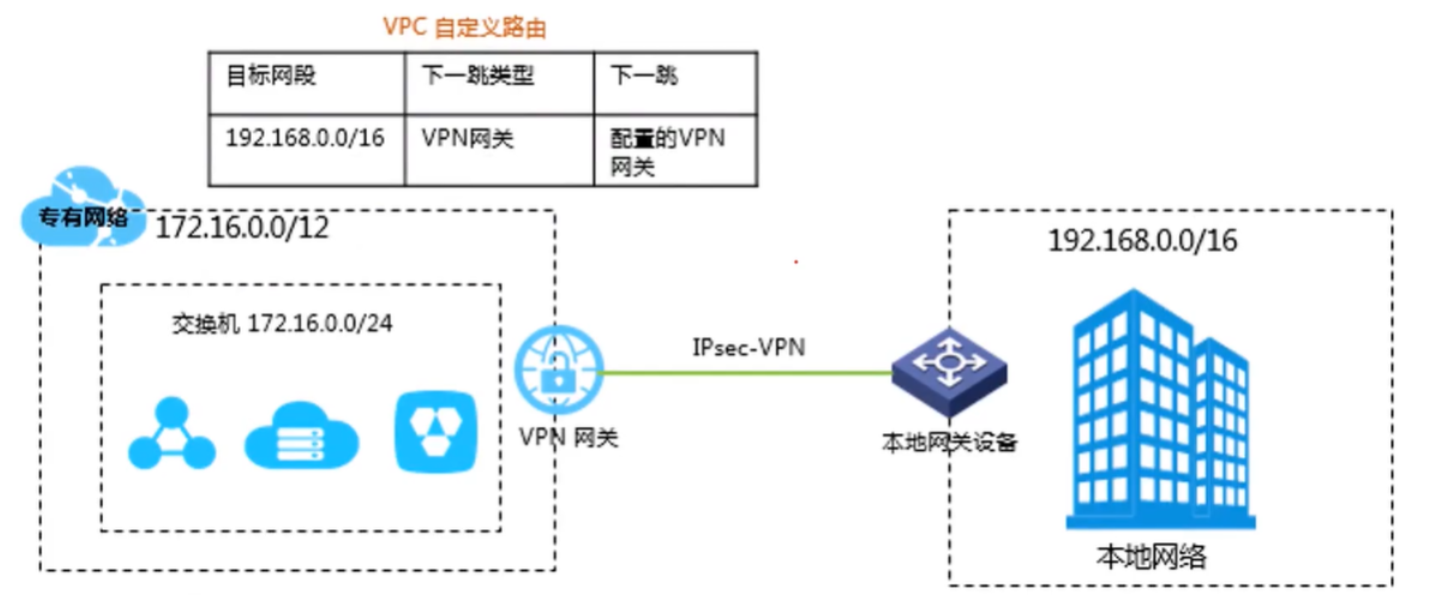 VPC 自定义路由
目标网段 下一跳类型 下一跳
192.168.0.0/16 VPN网关 配置的VPN
网关
专有网络 172.16.0.0/12
192.168.0.0/16
交换机 172.16.0.0/24
IPsec-VPN
VPN 网关
本地网关设备
本地网络